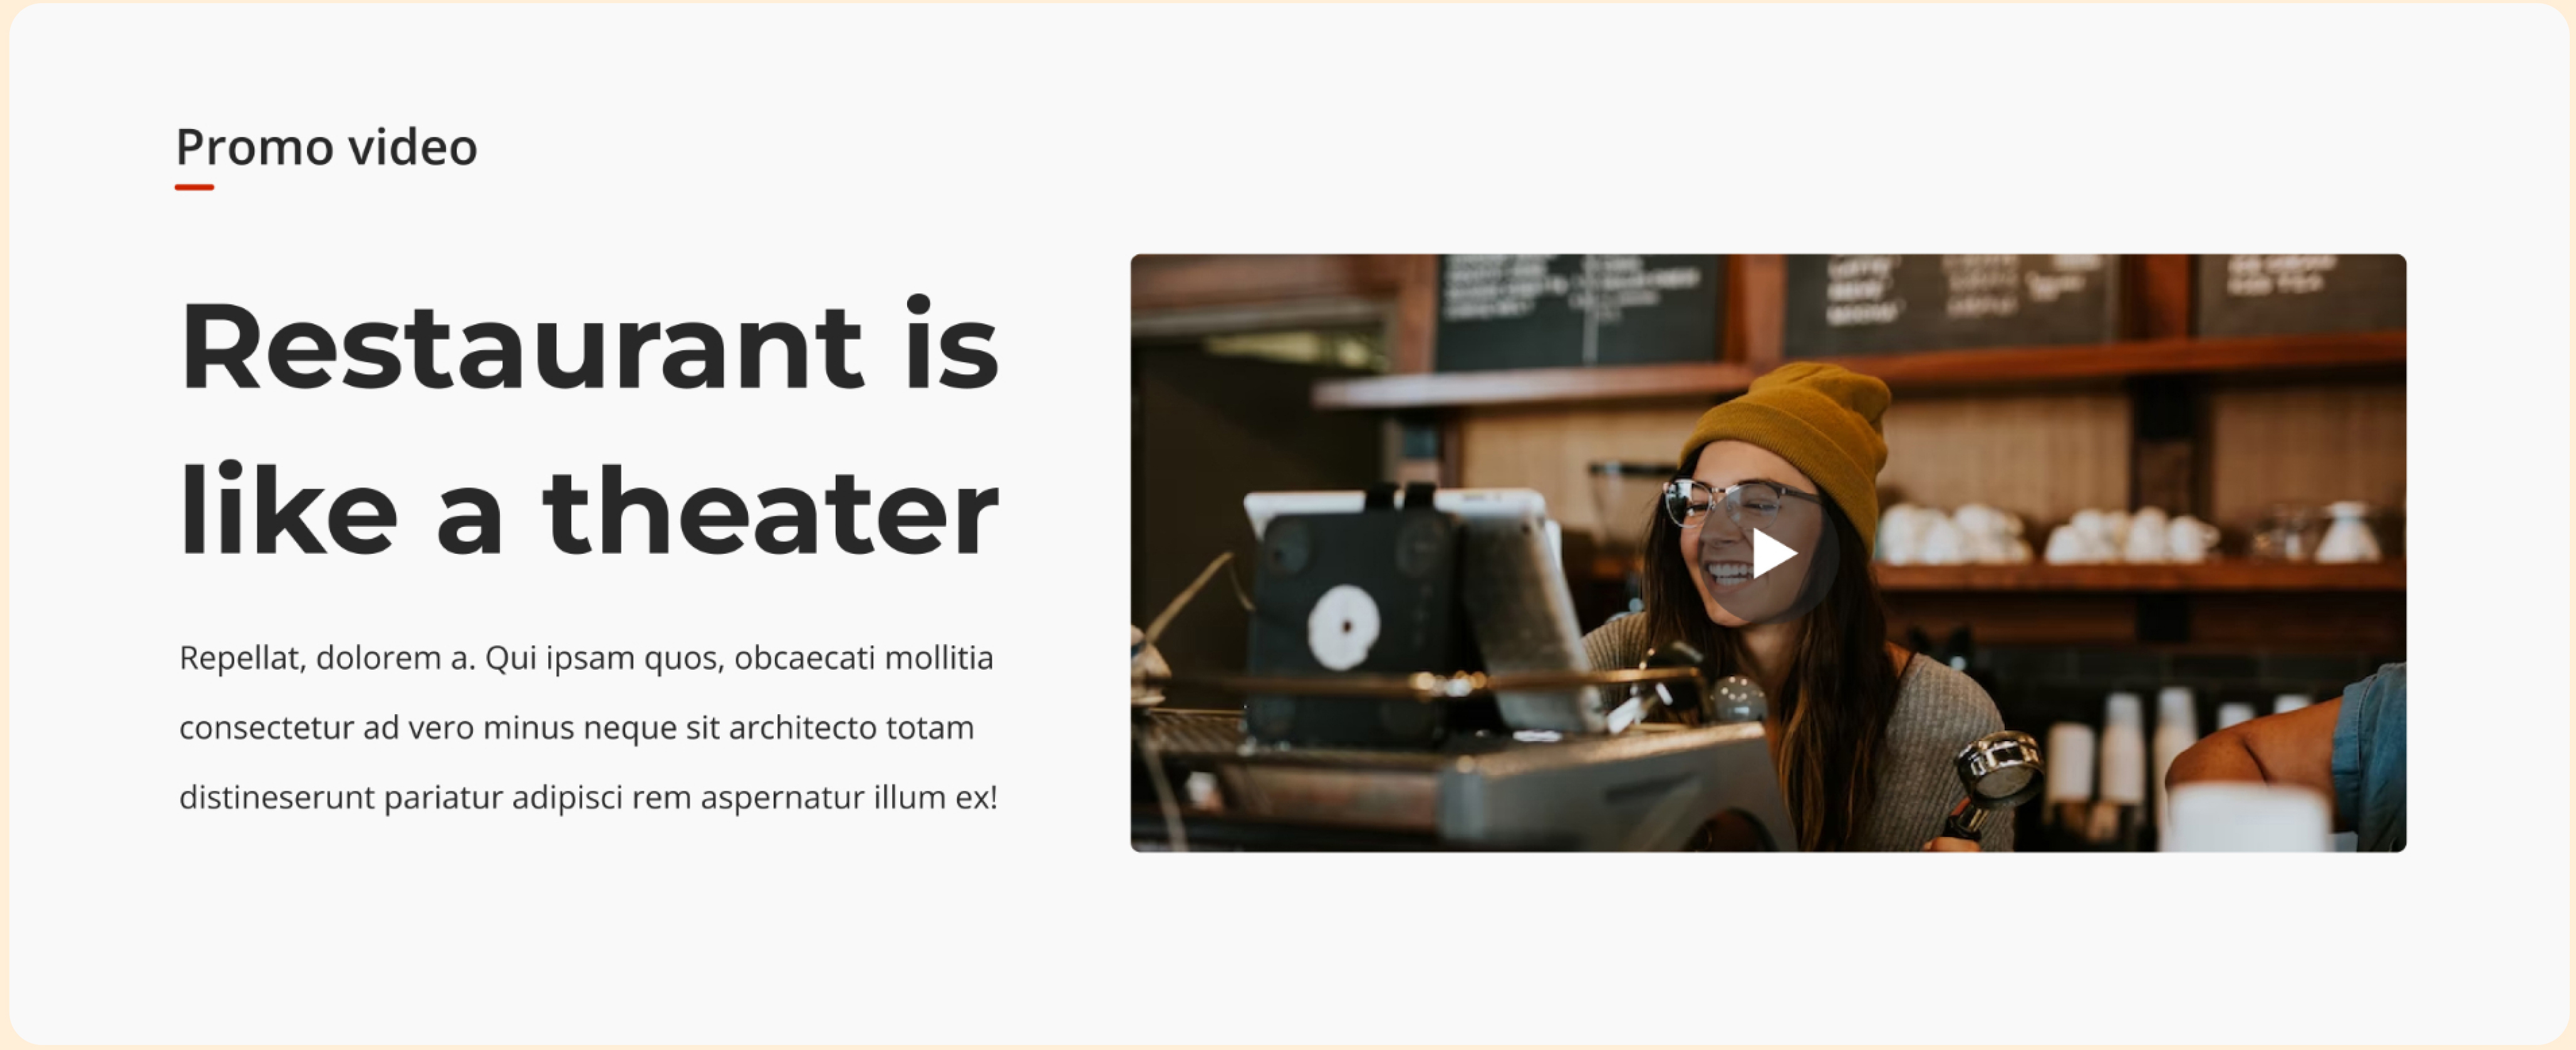 Promo video
Restaurant is
like a theater
Repellat, dolorem a. Qui ipsam quos, obcaecati mollitia
consectetur ad vero minus neque sit architecto totam
distineserunt pariatur adipisci rem aspernatur illum ex!